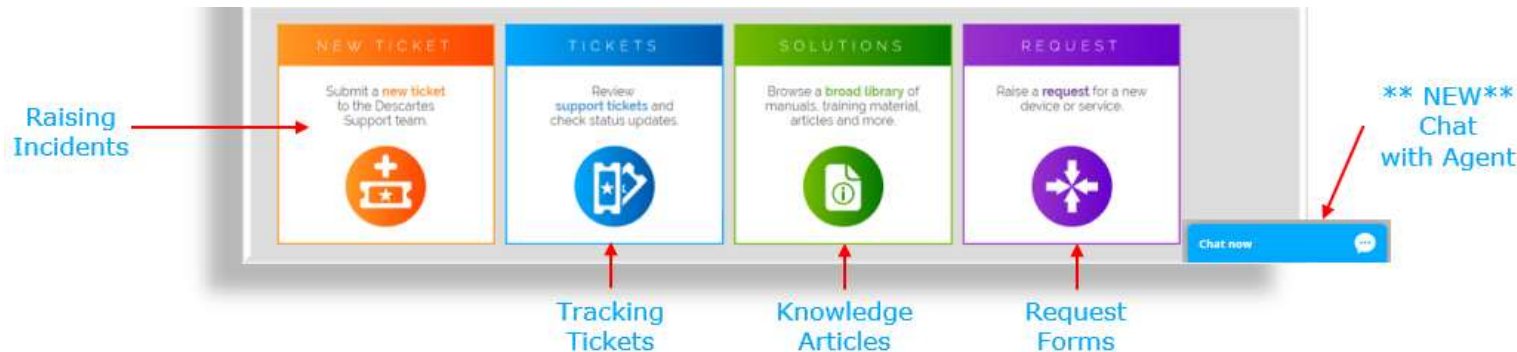 NEW TICKET
Submit a new ticket
to the Descartes
Support team.
TICKETS
Review
support tickets and
check status updates.
SOLUTIONS
Browse a broad library of
manuals, training material,
articles and more.
REQUEST
Raise a request for a new
device or service.
Raising
Incidents
** NEW**
Chat
with Agent
Chat now
Tracking
Tickets
Knowledge
Articles
Request
Forms